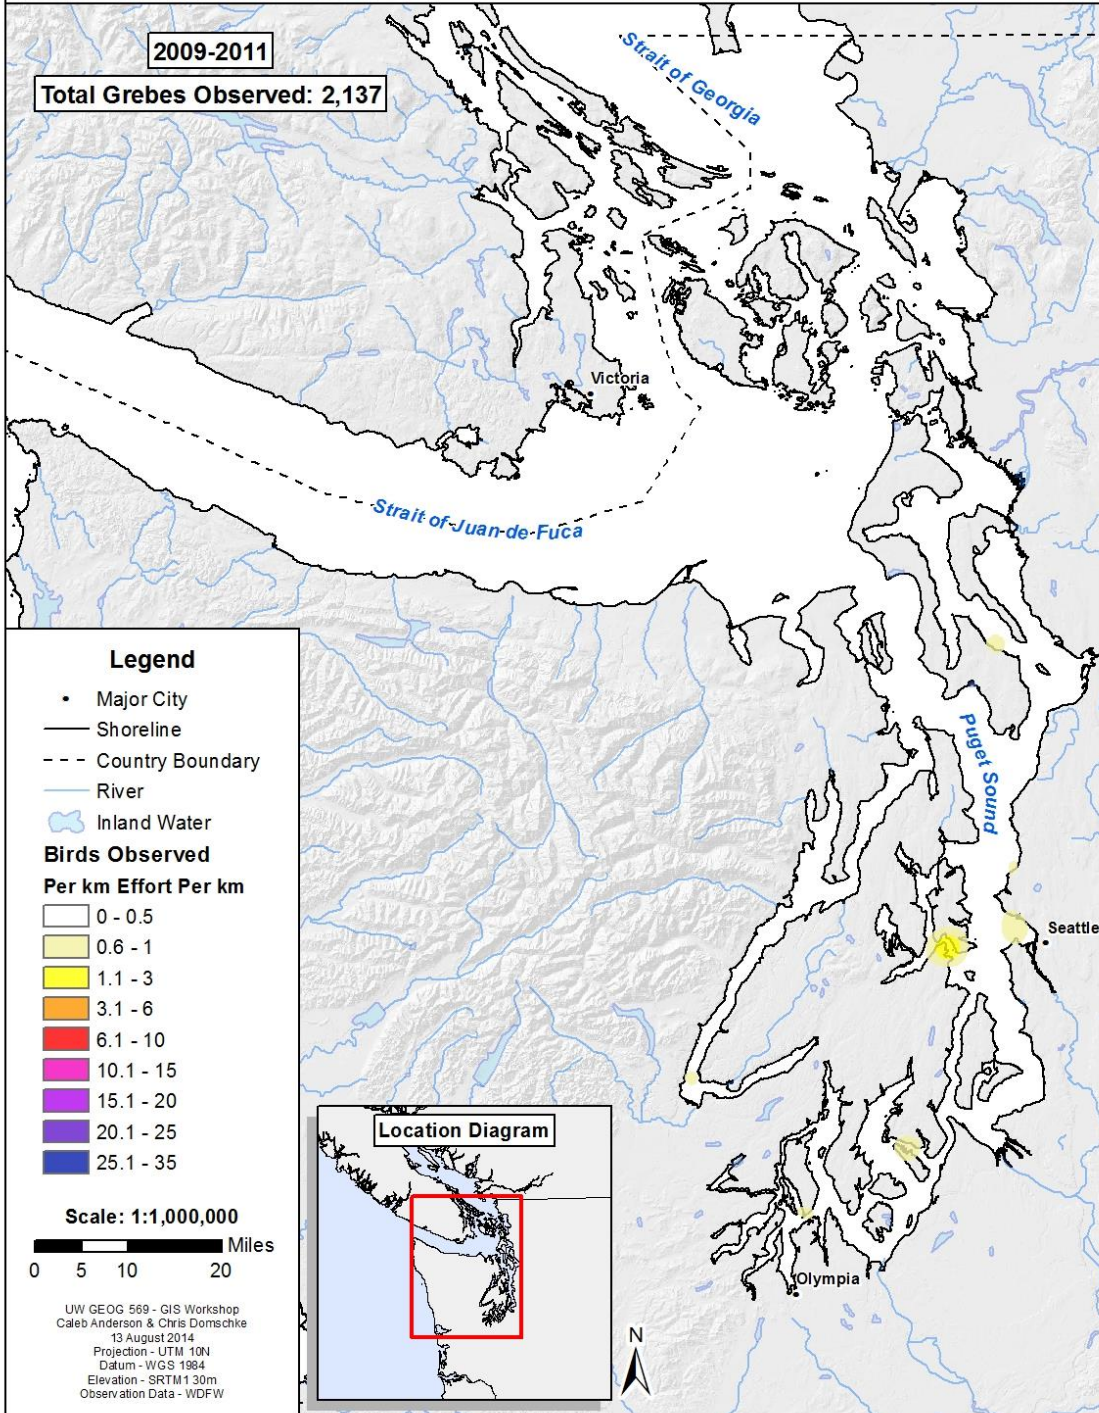 2009-2011
Total Grebes Observed: 2,137
Strait of Georgia
Victoria
Strait of Juan de Fuca
Puget Sound
Seattle
Olympia
Legend
Major City
Shoreline
Country Boundary
River
Inland Water
Birds Observed
Per km Effort Per km
0 - 0.5
0.6 - 1
1.1 - 3
3.1 - 6
6.1 - 10
10.1 - 15
15.1 - 20
20.1 - 25
25.1 - 35
Scale: 1:1,000,000
Miles
0 5 10 20
UW GEOG 569 - GIS Workshop
Caleb Anderson & Chris Domschke
13 August 2014
Projection - UTM 10N
Datum - WGS 1984
Elevation - SRTM1 30m
Observation Data - WDFW
Location Diagram
N